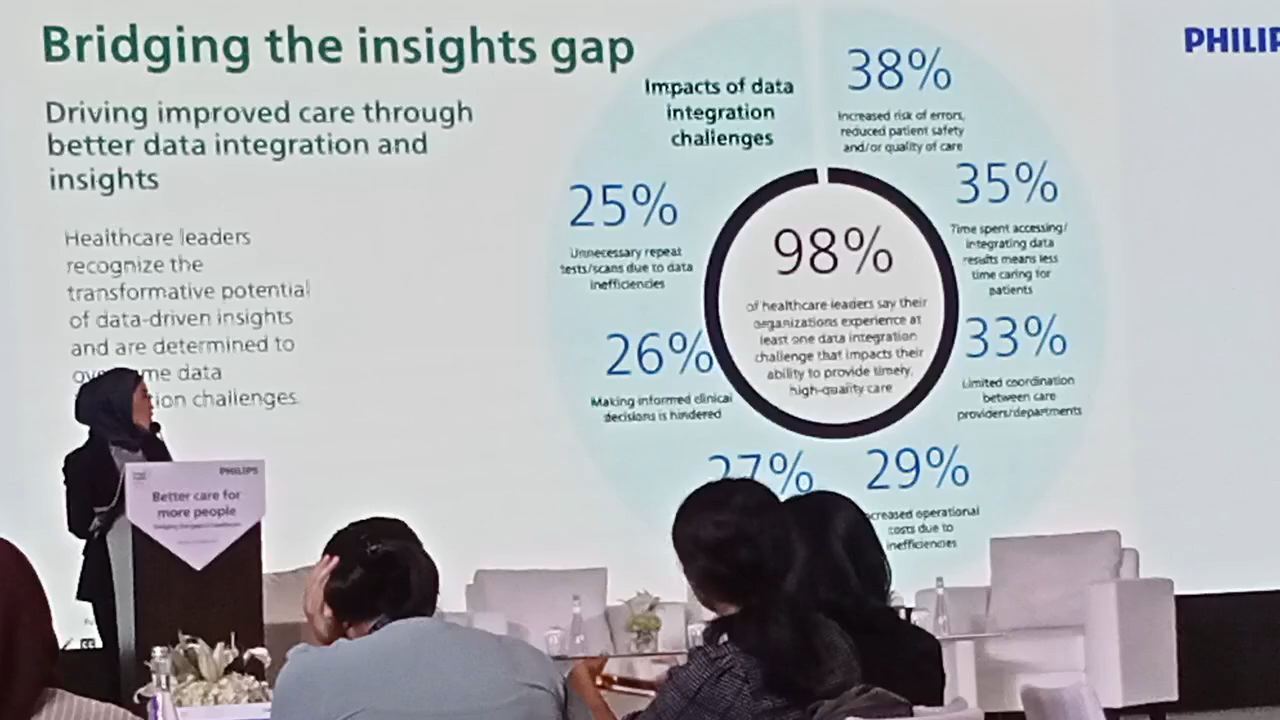 Bridging the insights gap
Driving improved care through
better data integration and
insights
Healthcare leaders
recognize the
transformative potential
of data-driven insights
and are determined to
me data
ion challenges.
Impacts of data
integration
challenges
38%
Increased risk of errors,
reduced patient safety
and/or quality of care
35%
Time spent accessing/
integrating data
results means less
time caring for
patients
33%
Limited coordination
between care
providers/departments
29%
creased operational
costs due to
inefficiencies
27%
26%
Making informed clinical
decisions is hindered
25%
Unnecessary repeat
tests/scans due to data
inefficiencies
98%
of healthcare leaders say their
organizations experience at
least one data integration
challenge that impacts their
ability to provide timely,
high-quality care
PHILIP
PHILIPS
Better care for
more people